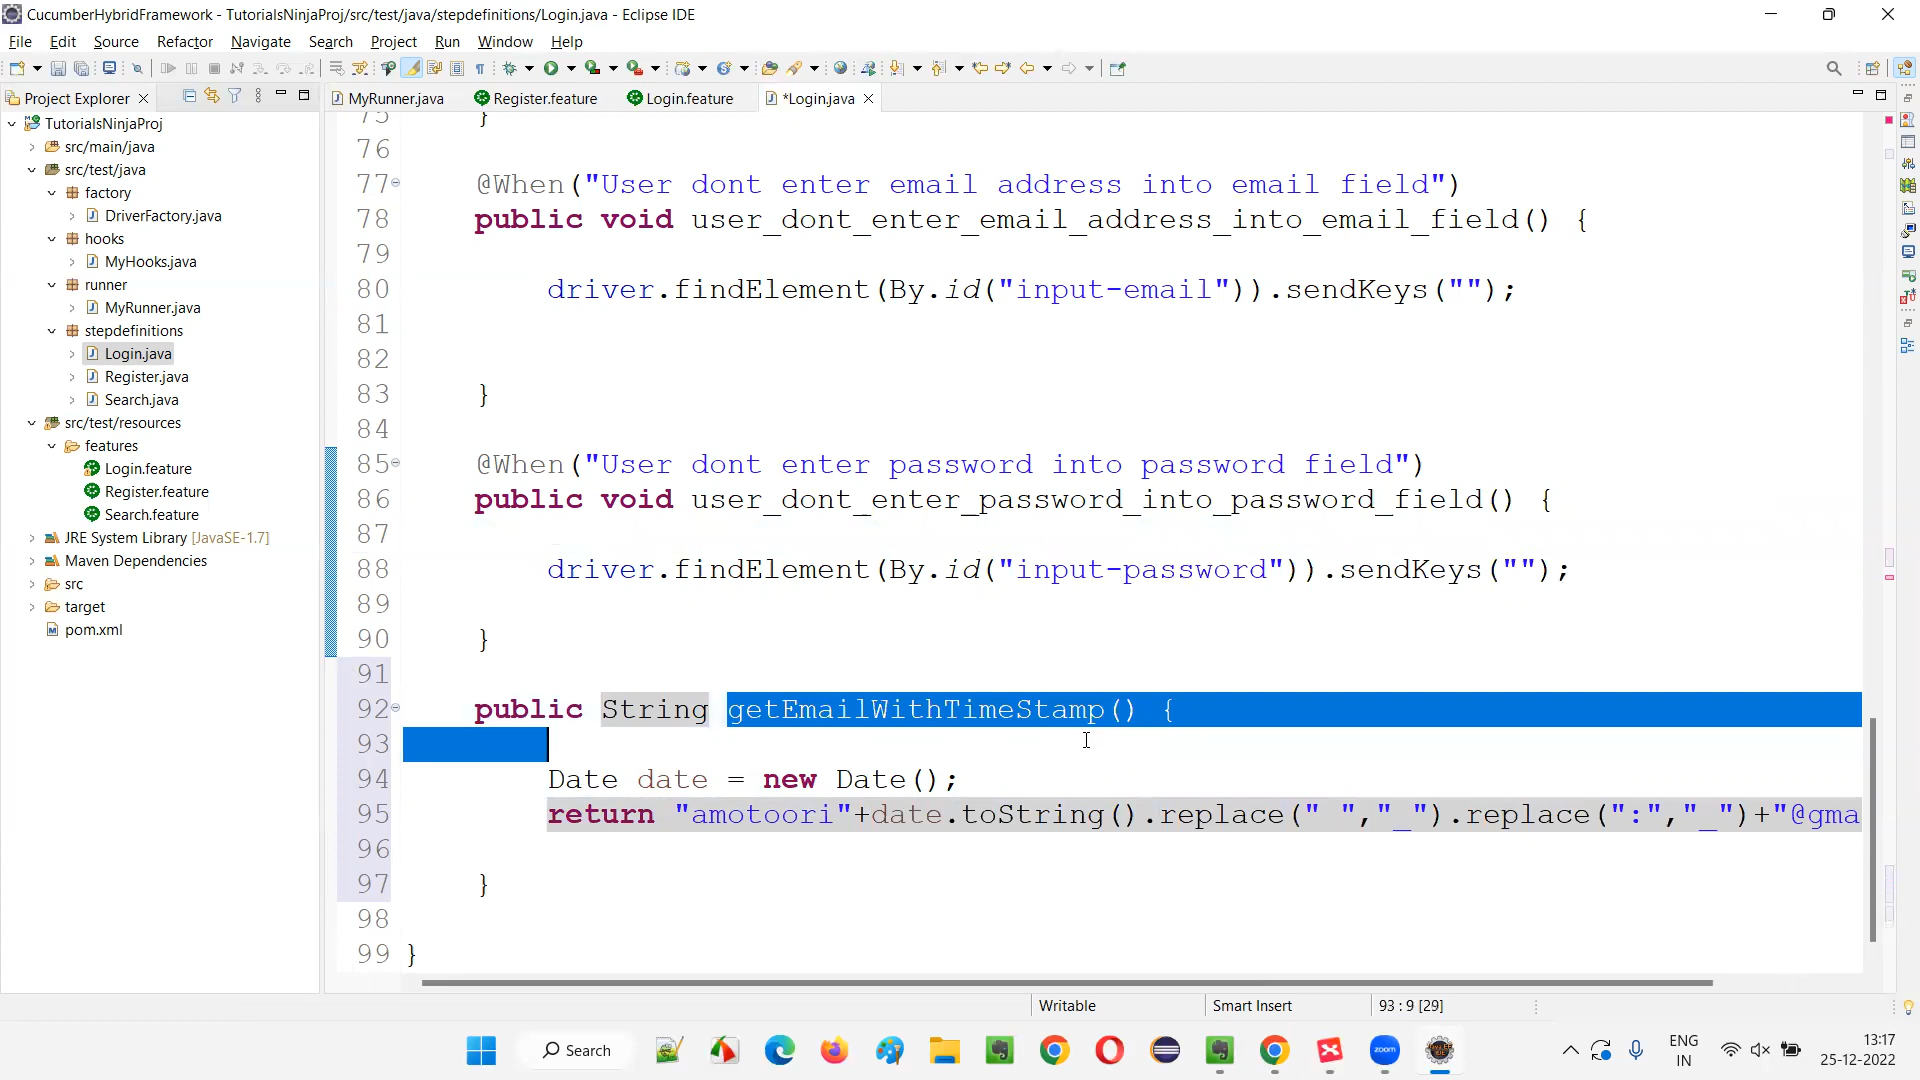 CucumberHybridFramework - TutorialsNinjaProj/src/test/java/stepdefinitions/Login.java - Eclipse IDE
File Edit Source Refactor Navigate Search Project Run Window Help
Project Explorer
TutorialsNinjaProj
src/main/java
src/test/java
factory
DriverFactory.java
hooks
MyHooks.java
runner
MyRunner.java
stepdefinitions
Login.java
Register.java
Search.java
src/test/resources
features
Login.feature
Register.feature
Search.feature
JRE System Library [JavaSE-1.7]
Maven Dependencies
src
target
pom.xml
MyRunner.java Register.feature Login.feature *Login.java
75 }
76
77 @When("User dont enter email address into email field")
78 public void user_dont_enter_email_address_into_email_field() {
79
80 driver.findElement(By.id("input-email")).sendKeys("");
81
82
83 }
84
85 @When("User dont enter password into password field")
86 public void user_dont_enter_password_into_password_field() {
87
88 driver.findElement(By.id("input-password")).sendKeys("");
89
90 }
91
92 public String getEmailWithTimeStamp() {
93
94 Date date = new Date();
95 return "amotoori"+date.toString().replace(" ","_").replace(":","_")+"@gma
96
97 }
98
99 }
Writable Smart Insert 93 : 9 [29]
Search
zoom
ENG
IN
13:17
25-12-2022